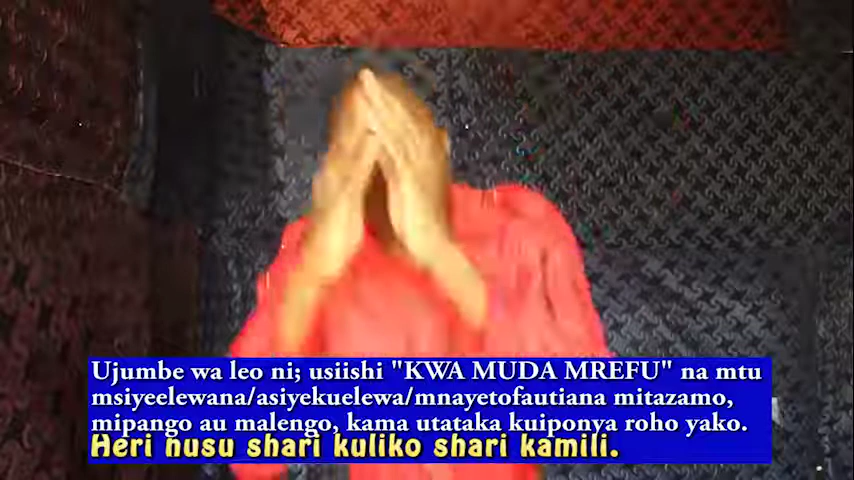 Ujumbe wa leo ni; usiishi "KWA MUDA MREFU" na mtu
msiyeelewana/asiyekuelewa/mnayetofautiana mitazamo,
mipango au malengo, kama utataka kuiponya roho yako.
Heri nusu shari kuliko shari kamili.